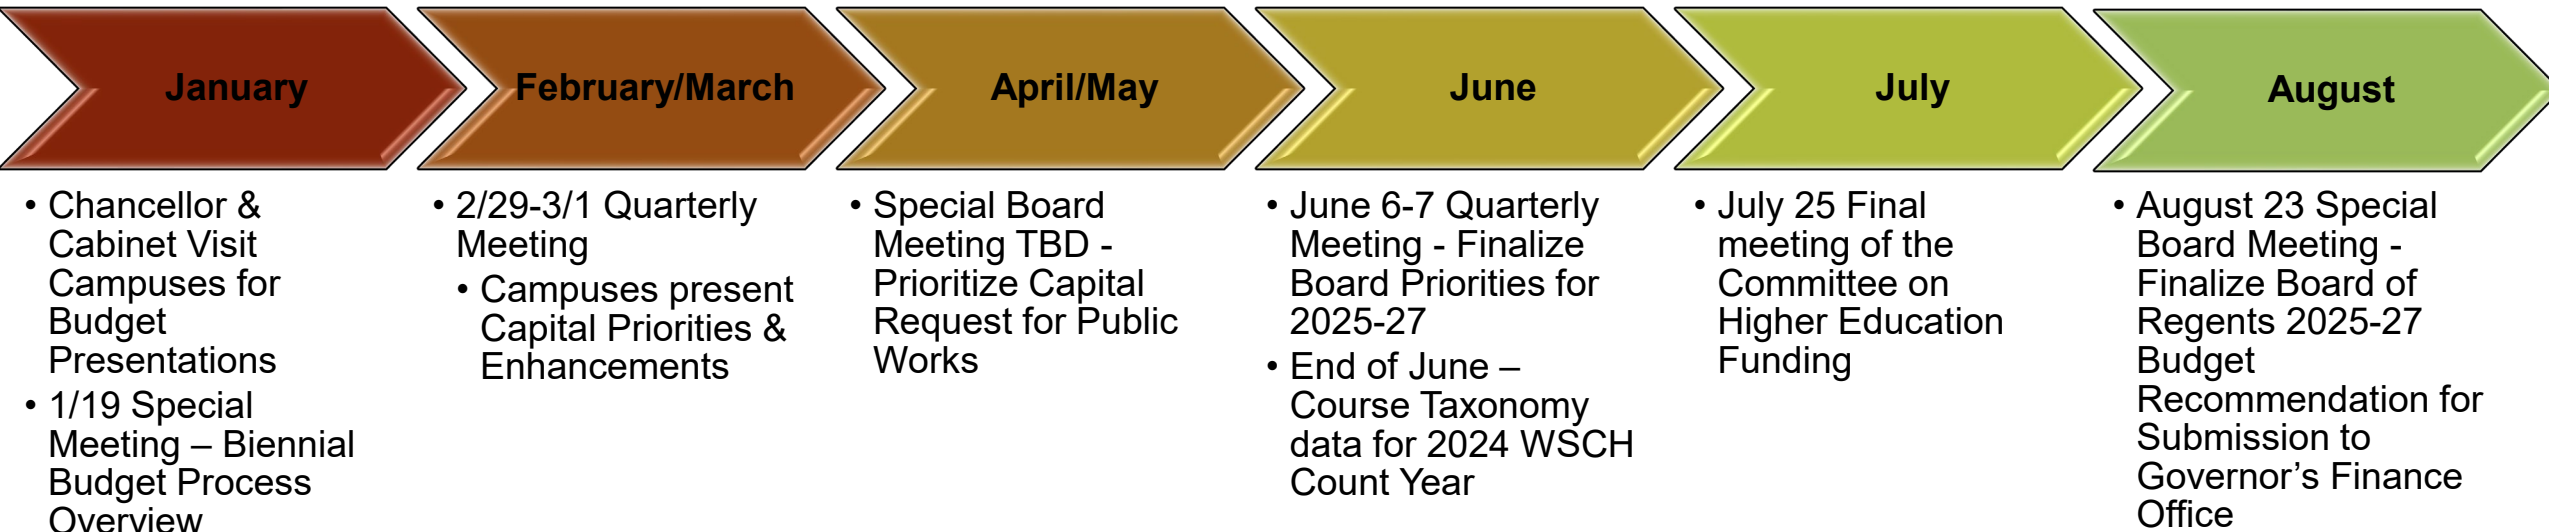 January
• Chancellor &
Cabinet Visit
Campuses for
Budget
Presentations
• 1/19 Special
Meeting – Biennial
Budget Process
Overview
February/March
• 2/29-3/1 Quarterly
Meeting
• Campuses present
Capital Priorities &
Enhancements
April/May
• Special Board
Meeting TBD -
Prioritize Capital
Request for Public
Works
June
• June 6-7 Quarterly
Meeting - Finalize
Board Priorities for
2025-27
• End of June –
Course Taxonomy
data for 2024 WSCH
Count Year
July
• July 25 Final
meeting of the
Committee on
Higher Education
Funding
August
• August 23 Special
Board Meeting -
Finalize Board of
Regents 2025-27
Budget
Recommendation for
Submission to
Governor’s Finance
Office